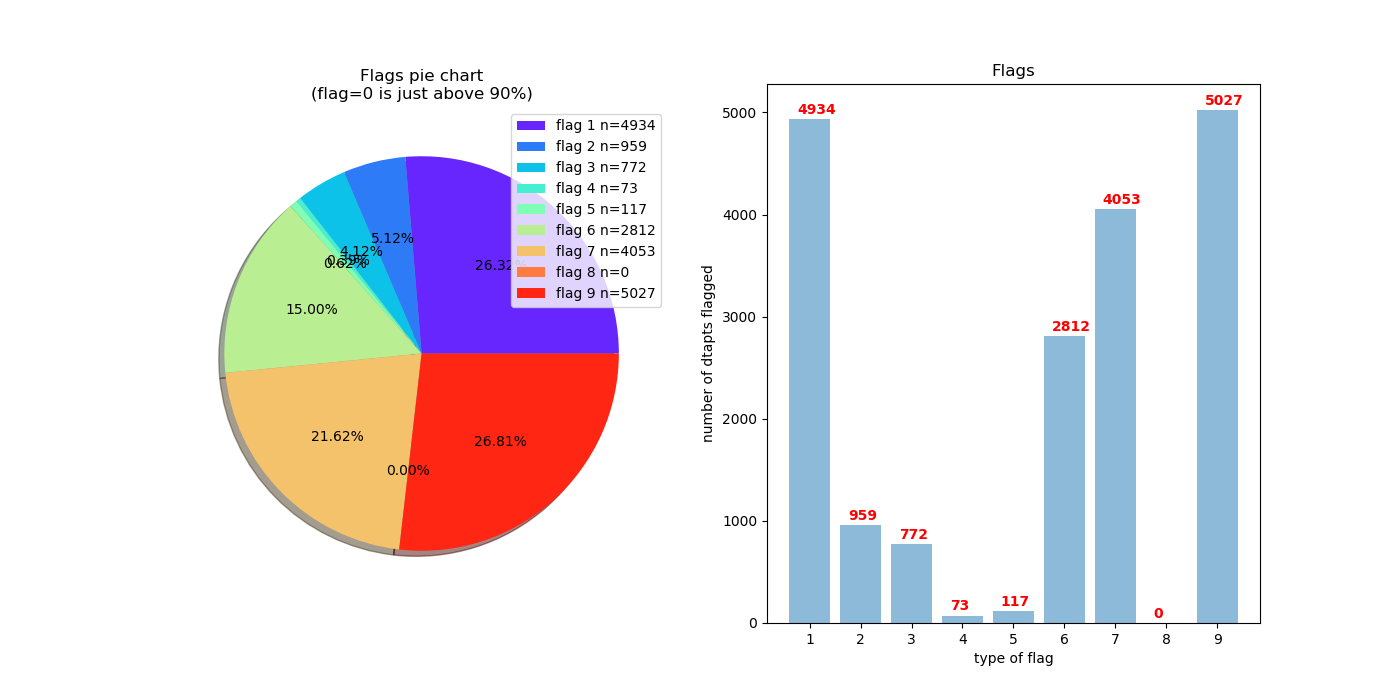 Flags pie chart
(flag=0 is just above 90%)
flag 1 n=4934
flag 2 n=959
flag 3 n=772
flag 4 n=73
flag 5 n=117
flag 6 n=2812
flag 7 n=4053
flag 8 n=0
flag 9 n=5027
5.12%
4.12%
0.62%
26.32
15.00%
21.62%
26.81%
0.00%
Flags
number of dtapts flagged
5000
4000
3000
2000
1000
0
4934
959
772
73
117
2812
4053
0
5027
1 2 3 4 5 6 7 8 9
type of flag